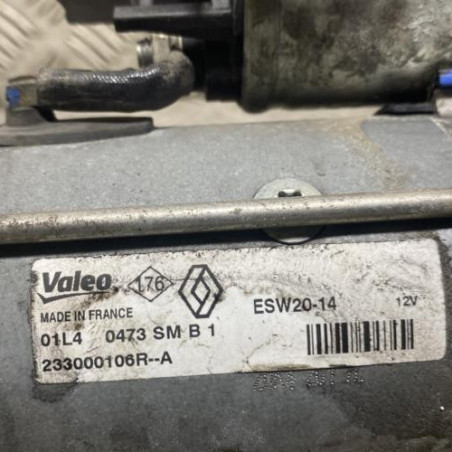 Valeo 176
MADE IN FRANCE ESW20-14 12V
01L4 0473 SM B 1
233000106R--A